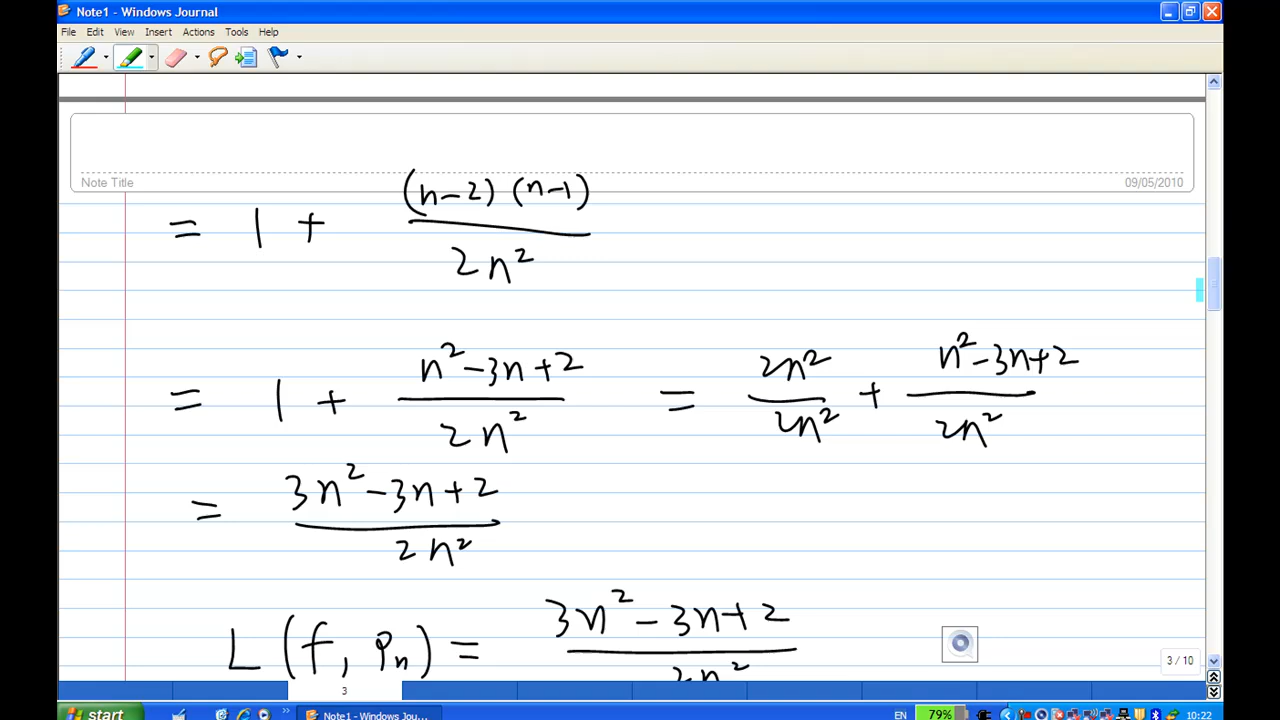 Note1 - Windows Journal
File Edit View Insert Actions Tools Help
Note Title
09/05/2010
= 1 + (n-2) (n-1) / 2n²
= 1 + n²-3n+2 / 2n² = 2n² / 2n² + n²-3n+2 / 2n²
= 3n²-3n+2 / 2n²
L (f, Pn) = 3n²-3n+2 / 2n²
3 / 10
3
start
Note1 - Windows Jou...
EN
79%
10:22